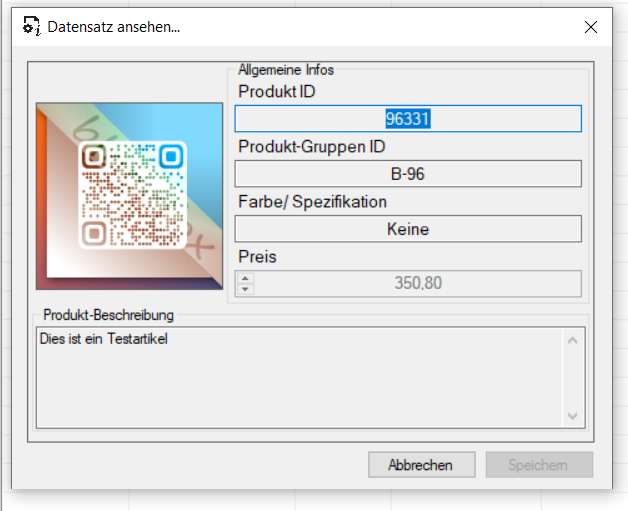 Datensatz ansehen...
Allgemeine Infos
Produkt ID
96331
Produkt-Gruppen ID
B-96
Farbe/ Spezifikation
Keine
Preis
350,80
Produkt-Beschreibung
Dies ist ein Testartikel
Abbrechen
Speichern